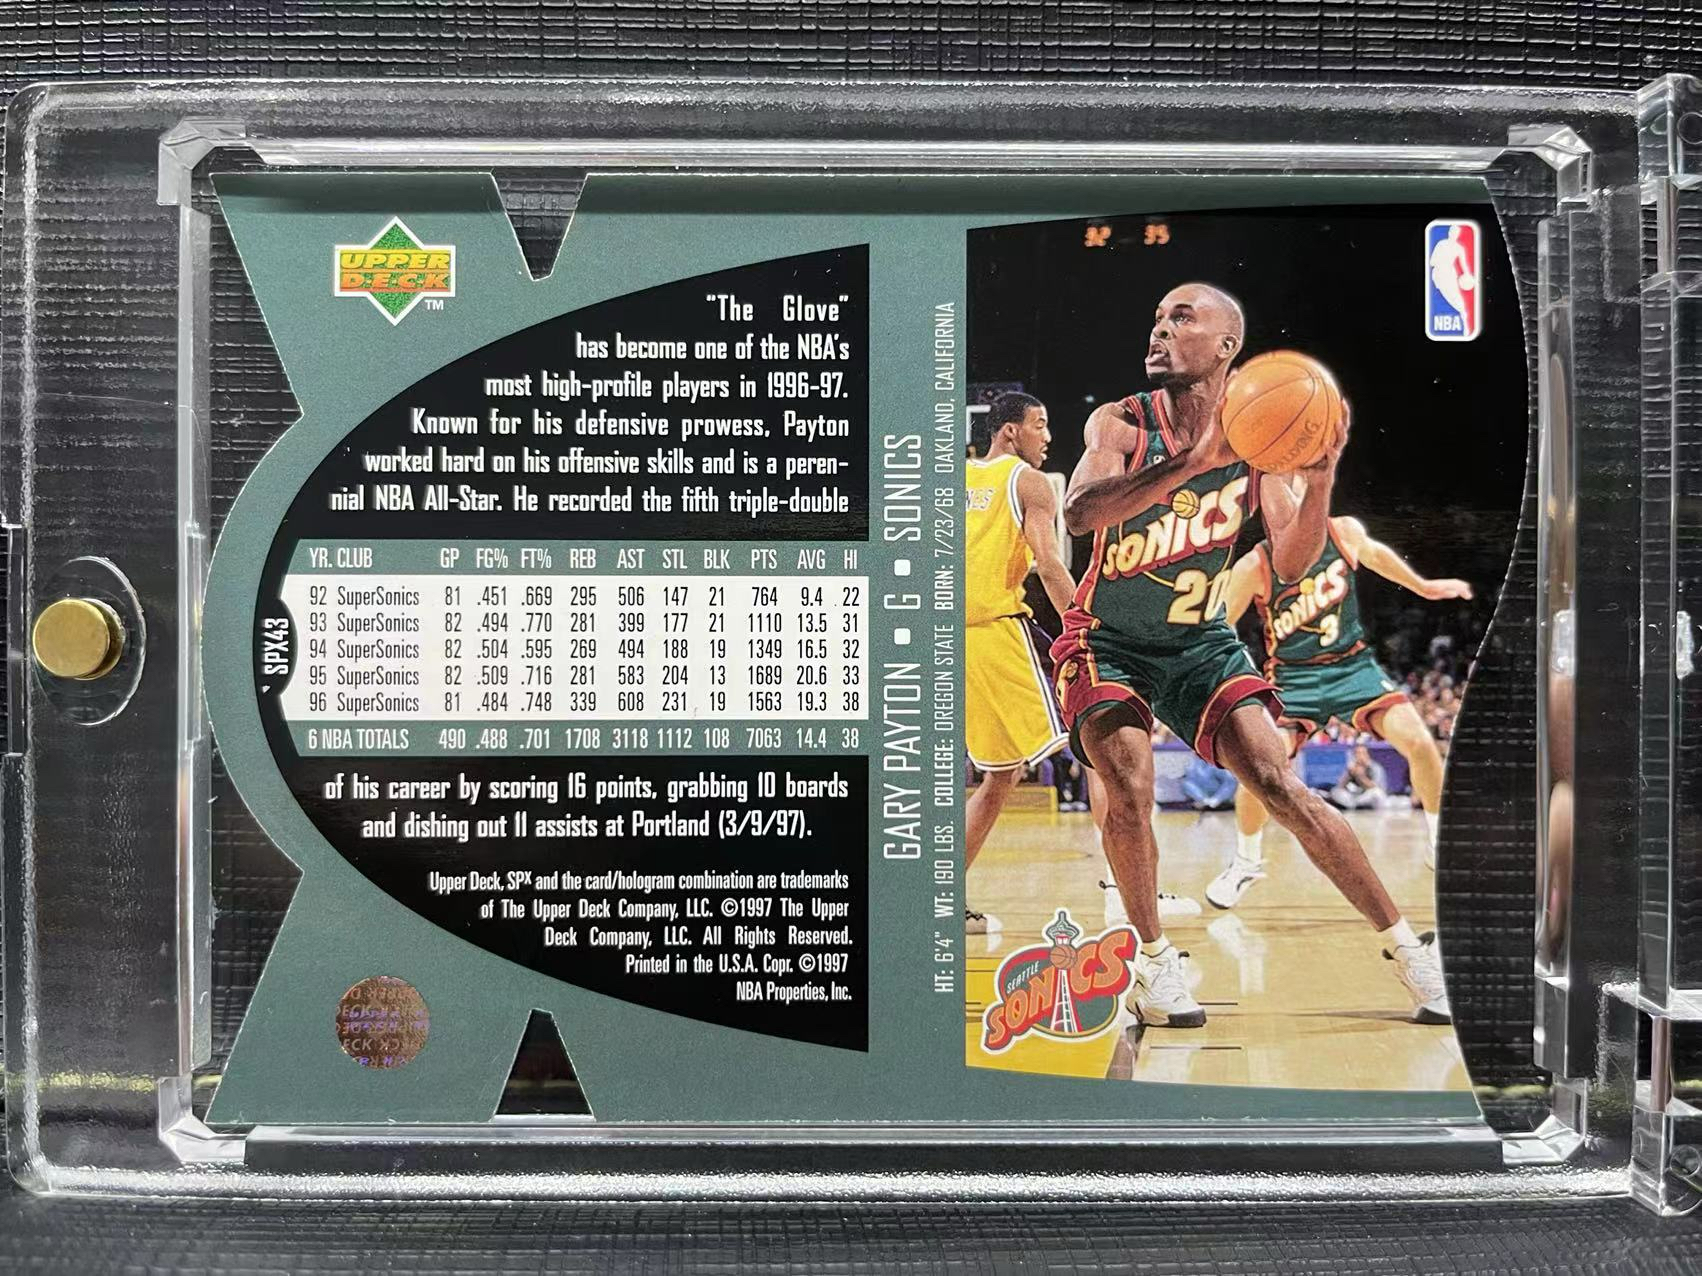 UPPER
DECK
TM
"The Glove"
has become one of the NBA's
most high-profile players in 1996-97.
Known for his defensive prowess, Payton
worked hard on his offensive skills and is a peren-
nial NBA All-Star. He recorded the fifth triple-double
YR. CLUB GP FG% FT% REB AST STL BLK PTS AVG HI
92 SuperSonics 81 .451 .669 295 506 147 21 764 9.4 22
93 SuperSonics 82 .494 .770 281 399 177 21 1110 13.5 31
94 SuperSonics 82 .504 .595 269 494 188 19 1349 16.5 32
95 SuperSonics 82 .509 .716 281 583 204 13 1689 20.6 33
96 SuperSonics 81 .484 .748 339 608 231 19 1563 19.3 38
6 NBA TOTALS 490 .488 .701 1708 3118 1112 108 7063 14.4 38
SPX43
of his career by scoring 16 points, grabbing 10 boards
and dishing out 11 assists at Portland (3/9/97).
Upper Deck, SPx and the card/hologram combination are trademarks
of The Upper Deck Company, LLC. ©1997 The Upper
Deck Company, LLC. All Rights Reserved.
Printed in the U.S.A. Copr. ©1997
NBA Properties, Inc.
GARY PAYTON ▪ G ▪ SONICS
HT: 6'4" WT: 190 LBS. COLLEGE: OREGON STATE BORN: 7/23/68 OAKLAND, CALIFORNIA
NBA
SONICS
20
SONICS
3
SEATTLE
SONICS